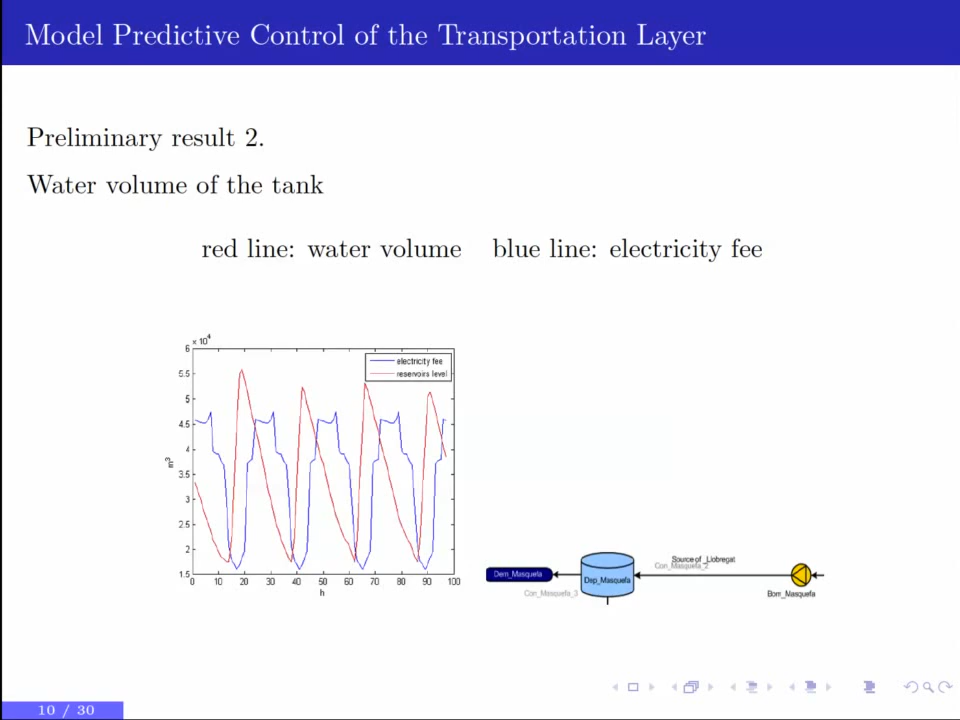 Model Predictive Control of the Transportation Layer
Preliminary result 2.
Water volume of the tank
red line: water volume blue line: electricity fee
× 10^4
6
5.5
5
4.5
4
3.5
3
2.5
2
1.5
m^3
electricity fee
reservoirs level
0 10 20 30 40 50 60 70 80 90 100
h
Source of_Llobregat
Con_Masquefa_2
Dem_Masquefa
Dep_Masquefa
Con_Masquefa_3
Bom_Masquefa
10 / 30